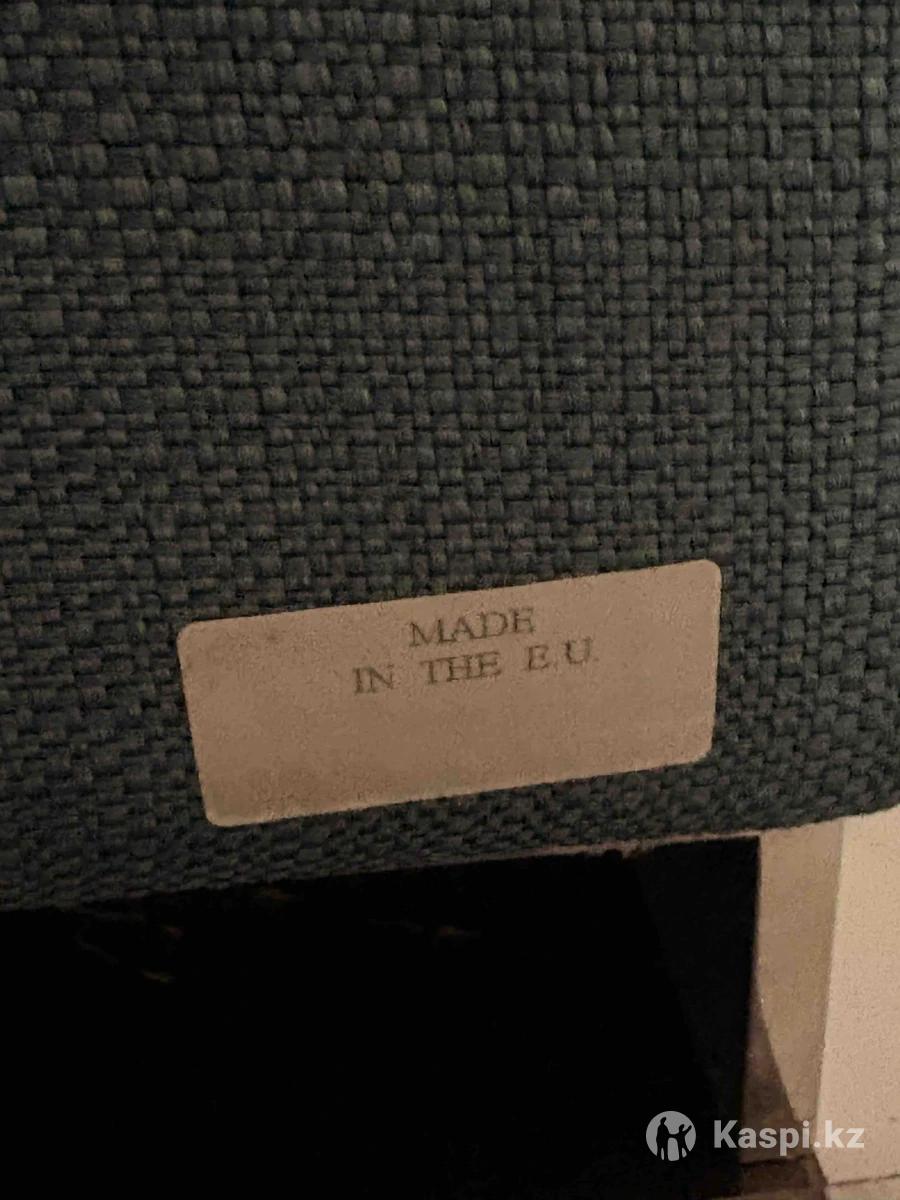 MADE
IN THE E.U.
Kaspi.kz